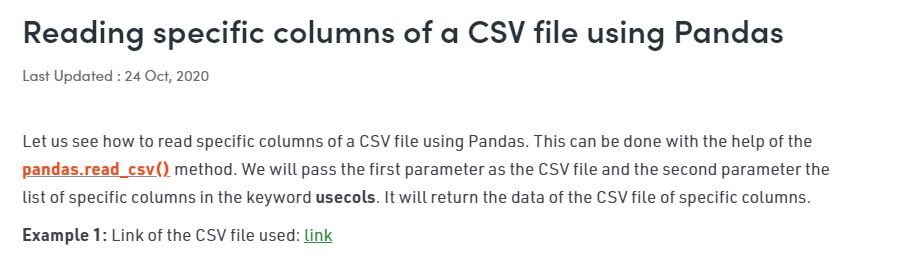 Reading specific columns of a CSV file using Pandas
Last Updated : 24 Oct, 2020
Let us see how to read specific columns of a CSV file using Pandas. This can be done with the help of the
pandas.read_csv() method. We will pass the first parameter as the CSV file and the second parameter the
list of specific columns in the keyword usecols. It will return the data of the CSV file of specific columns.
Example 1: Link of the CSV file used: link